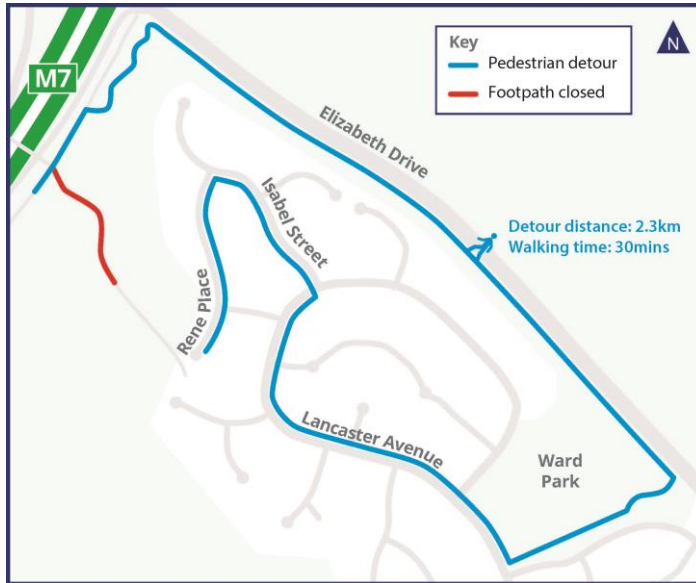 M7
Key
Pedestrian detour
Footpath closed
N
Elizabeth Drive
Isabel Street
Detour distance: 2.3km
Walking time: 30mins
Rene Place
Lancaster Avenue
Ward
Park